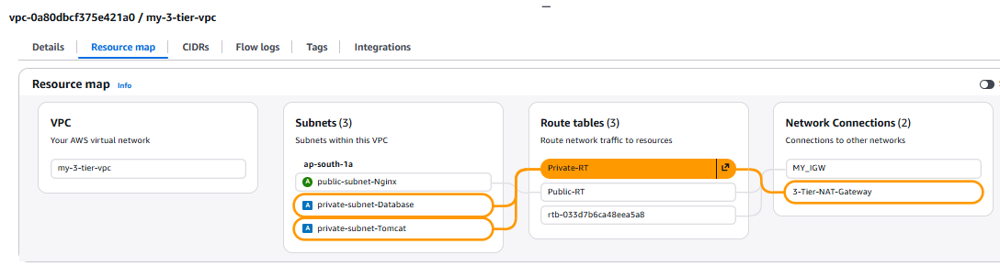 vpc-0a80dbcf375e421a0 / my-3-tier-vpc
Details
Resource map
CIDRs
Flow logs
Tags
Integrations
Resource map Info
VPC
Your AWS virtual network
my-3-tier-vpc
Subnets (3)
Subnets within this VPC
ap-south-1a
A public-subnet-Nginx
A private-subnet-Database
A private-subnet-Tomcat
Route tables (3)
Route network traffic to resources
Private-RT
Public-RT
rtb-033d7b6ca48eea5a8
Network Connections (2)
Connections to other networks
MY_IGW
3-Tier-NAT-Gateway